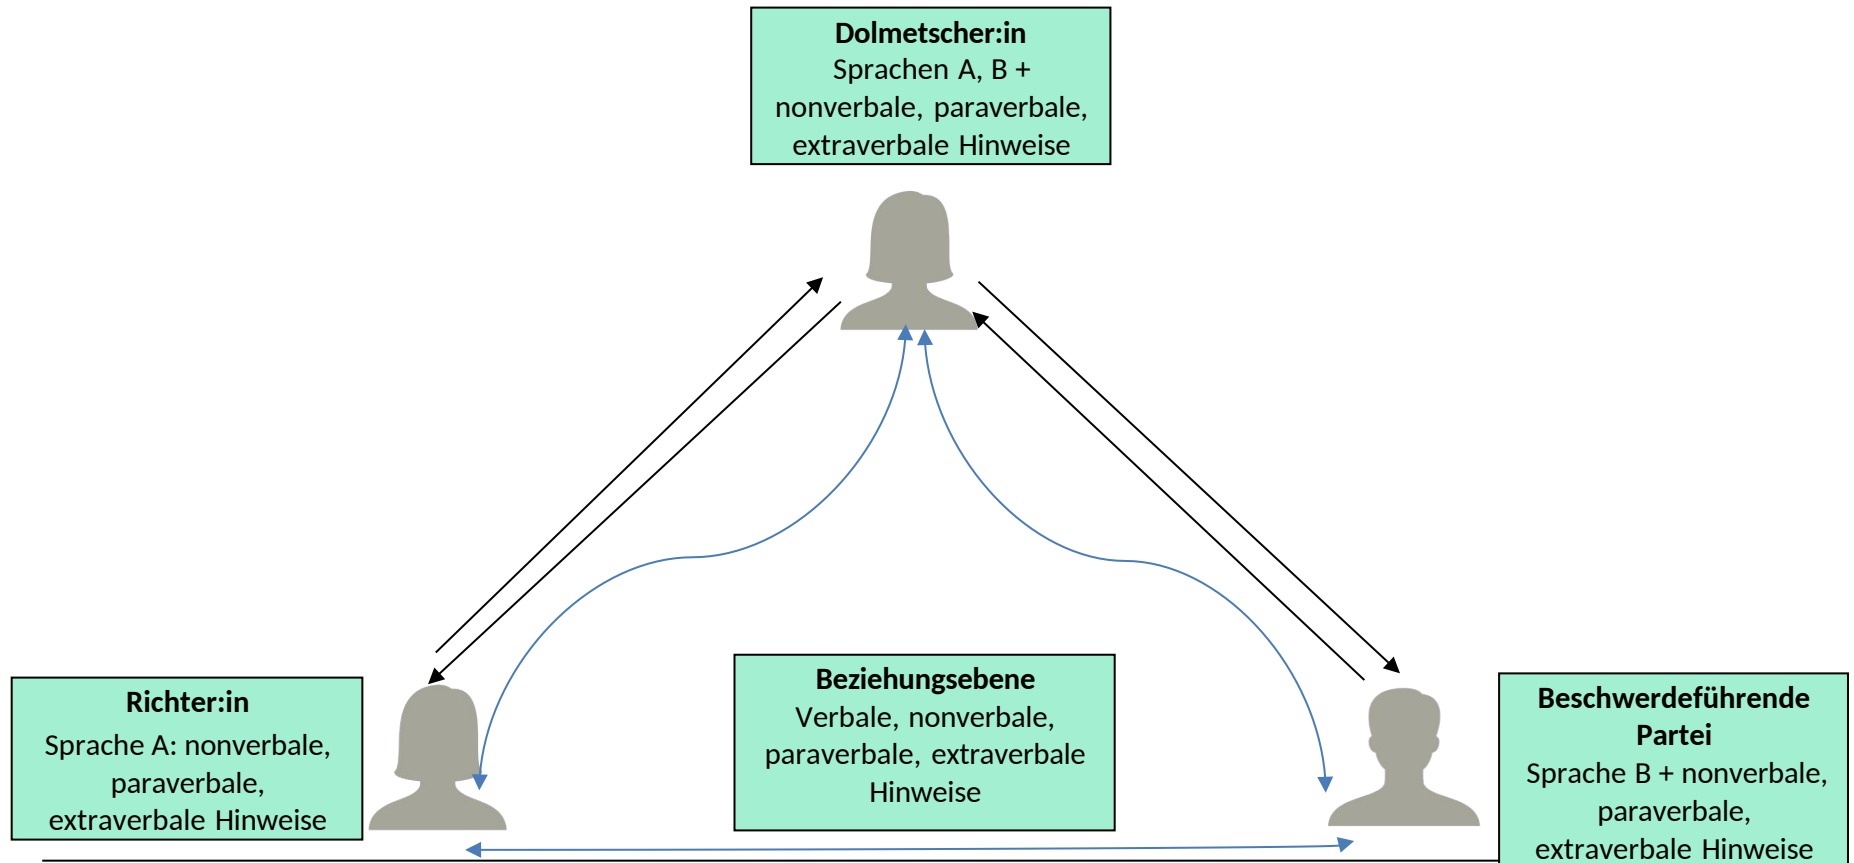 Dolmetscher:in
Sprachen A, B +
nonverbale, paraverbale,
extraverbale Hinweise
Richter:in
Sprache A: nonverbale,
paraverbale,
extraverbale Hinweise
Beziehungsebene
Verbale, nonverbale,
paraverbale, extraverbale
Hinweise
Beschwerdeführende
Partei
Sprache B + nonverbale,
paraverbale,
extraverbale Hinweise